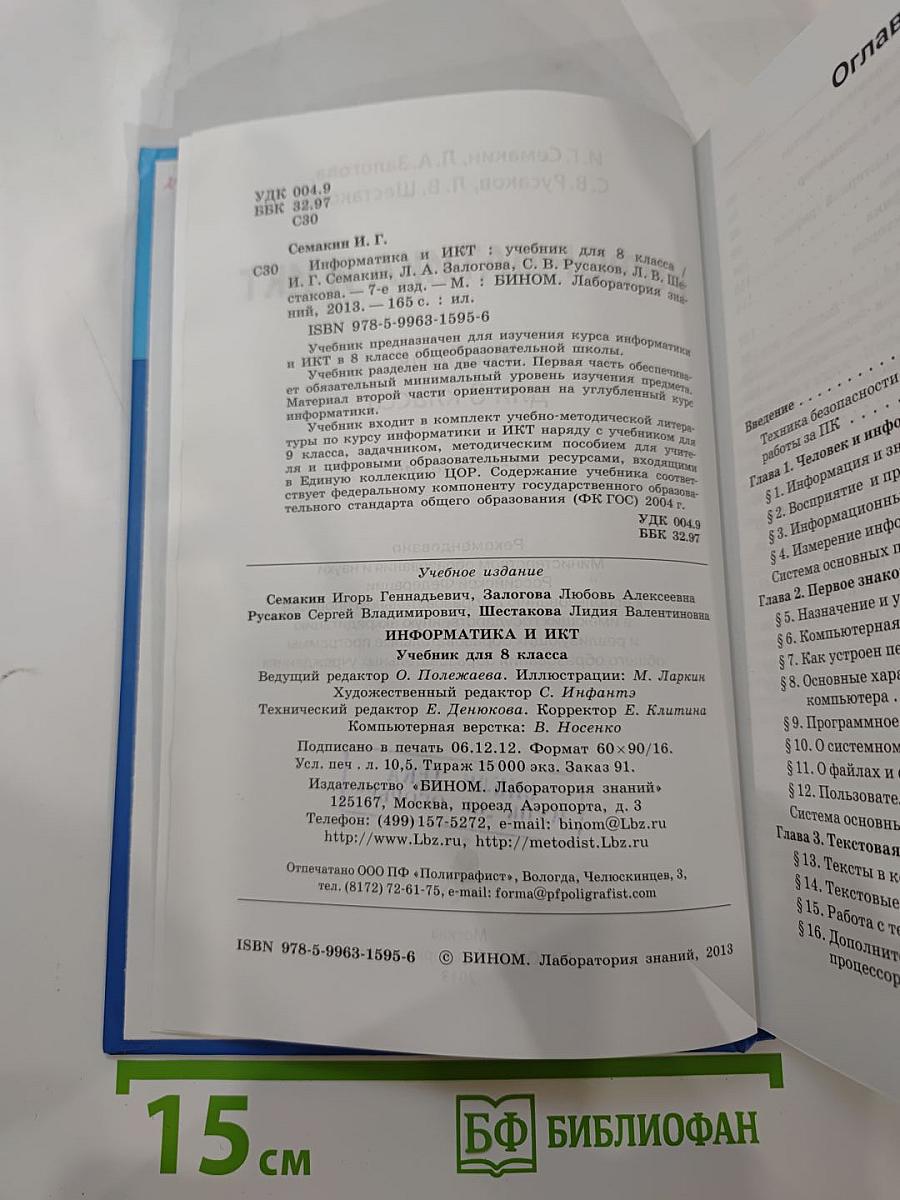 УДК 004.9
ББК 32.97
С30
Семакин И. Г.
С30 Информатика и ИКТ : учебник для 8 класса /
И. Г. Семакин, Л. А. Залогова, С. В. Русаков, Л. В. Ше-
стакова. — 7-е изд. — М. : БИНОМ. Лаборатория зна-
ний, 2013. — 165 с. : ил.
ISBN 978-5-9963-1595-6
Учебник предназначен для изучения курса информатики
и ИКТ в 8 классе общеобразовательной школы.
Учебник разделен на две части. Первая часть обеспечива-
ет обязательный минимальный уровень изучения предмета.
Материал второй части ориентирован на углубленный курс
информатики.
Учебник входит в комплект учебно-методической литера-
туры по курсу информатики и ИКТ наряду с учебником для
9 класса, задачником, методическим пособием для учите-
ля и цифровыми образовательными ресурсами, входящими
в Единую коллекцию ЦОР. Содержание учебника соответ-
ствует федеральному компоненту государственного образова-
тельного стандарта общего образования (ФК ГОС) 2004 г.
УДК 004.9
ББК 32.97
Учебное издание
Семакин Игорь Геннадьевич, Залогова Любовь Алексеевна
Русаков Сергей Владимирович, Шестакова Лидия Валентиновна
ИНФОРМАТИКА И ИКТ
Учебник для 8 класса
Ведущий редактор О. Полежаева. Иллюстрации: М. Ларкин
Художественный редактор С. Инфантэ
Технический редактор Е. Денюкова. Корректор Е. Клитина
Компьютерная верстка: В. Носенко
Подписано в печать 06.12.12. Формат 60×90/16.
Усл. печ . л. 10,5. Тираж 15 000 экз. Заказ 91.
Издательство «БИНОМ. Лаборатория знаний»
125167, Москва, проезд Аэропорта, д. 3
Телефон: (499) 157-5272, e-mail: binom@Lbz.ru
http://www.Lbz.ru, http://metodist.Lbz.ru
Отпечатано ООО ПФ «Полиграфист», Вологда, Челюскинцев, 3,
тел. (8172) 72-61-75, e-mail: forma@pfpoligrafist.com
ISBN 978-5-9963-1595-6 © БИНОМ. Лаборатория знаний, 2013
Оглав
Введение . . . . . . . .
Техника безопасности
работы за ПК . . . .
Глава 1. Человек и инфо
§ 1. Информация и зн
§ 2. Восприятие и пр
§ 3. Информационны
§ 4. Измерение инфо
Система основных п
Глава 2. Первое знако
§ 5. Назначение и у
§ 6. Компьютерная
§ 7. Как устроен пе
§ 8. Основные хара
компьютера .
§ 9. Программное
§ 10. О системном
§ 11. О файлах и
§ 12. Пользовате
Система основны
Глава 3. Текстовая
§ 13. Тексты в к
§ 14. Текстовые
§ 15. Работа с те
§ 16. Дополните
процессор
15 см
БФ БИБЛИОФАН